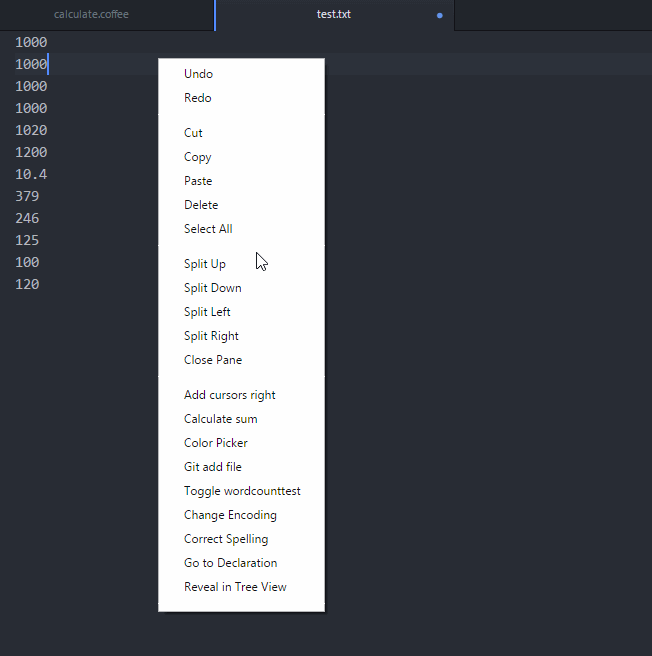 calculate.coffee
test.txt
1000
1000
1000
1000
1020
1200
10.4
379
246
125
100
120
Undo
Redo
Cut
Copy
Paste
Delete
Select All
Split Up
Split Down
Split Left
Split Right
Close Pane
Add cursors right
Calculate sum
Color Picker
Git add file
Toggle wordcounttest
Change Encoding
Correct Spelling
Go to Declaration
Reveal in Tree View